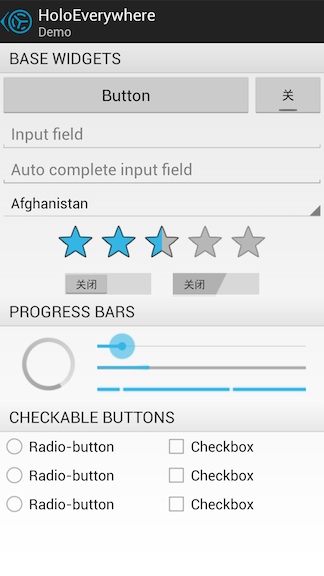 HoloEverywhere
Demo
BASE WIDGETS
Button
关
Input field
Auto complete input field
Afghanistan
关闭
关闭
PROGRESS BARS
CHECKABLE BUTTONS
Radio-button
Checkbox
Radio-button
Checkbox
Radio-button
Checkbox